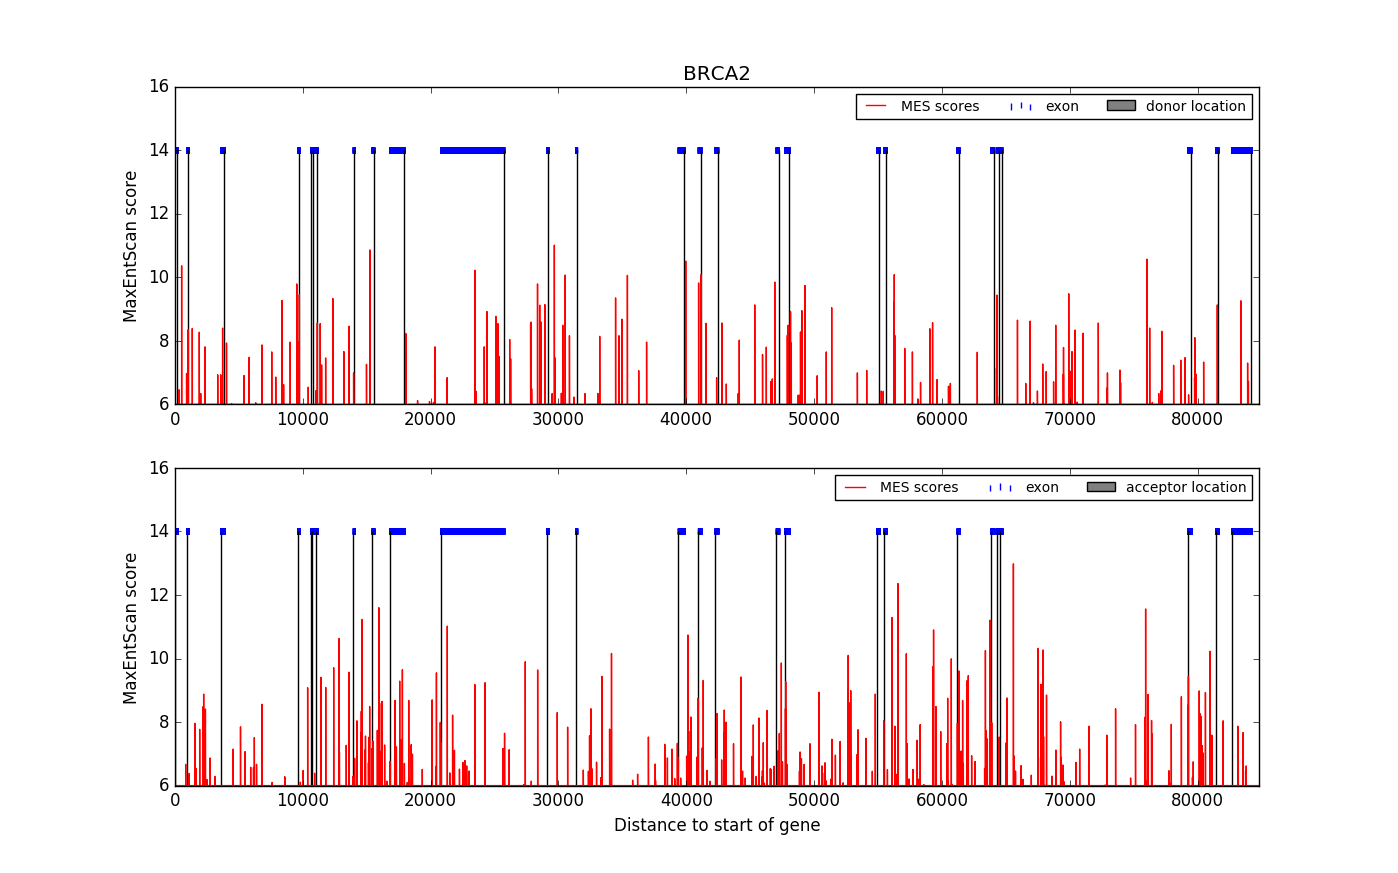 BRCA2
16
14
12
10
8
6
MaxEntScan score
MES scores exon donor location
0 10000 20000 30000 40000 50000 60000 70000 80000
16
14
12
10
8
6
MaxEntScan score
MES scores exon acceptor location
0 10000 20000 30000 40000 50000 60000 70000 80000
Distance to start of gene